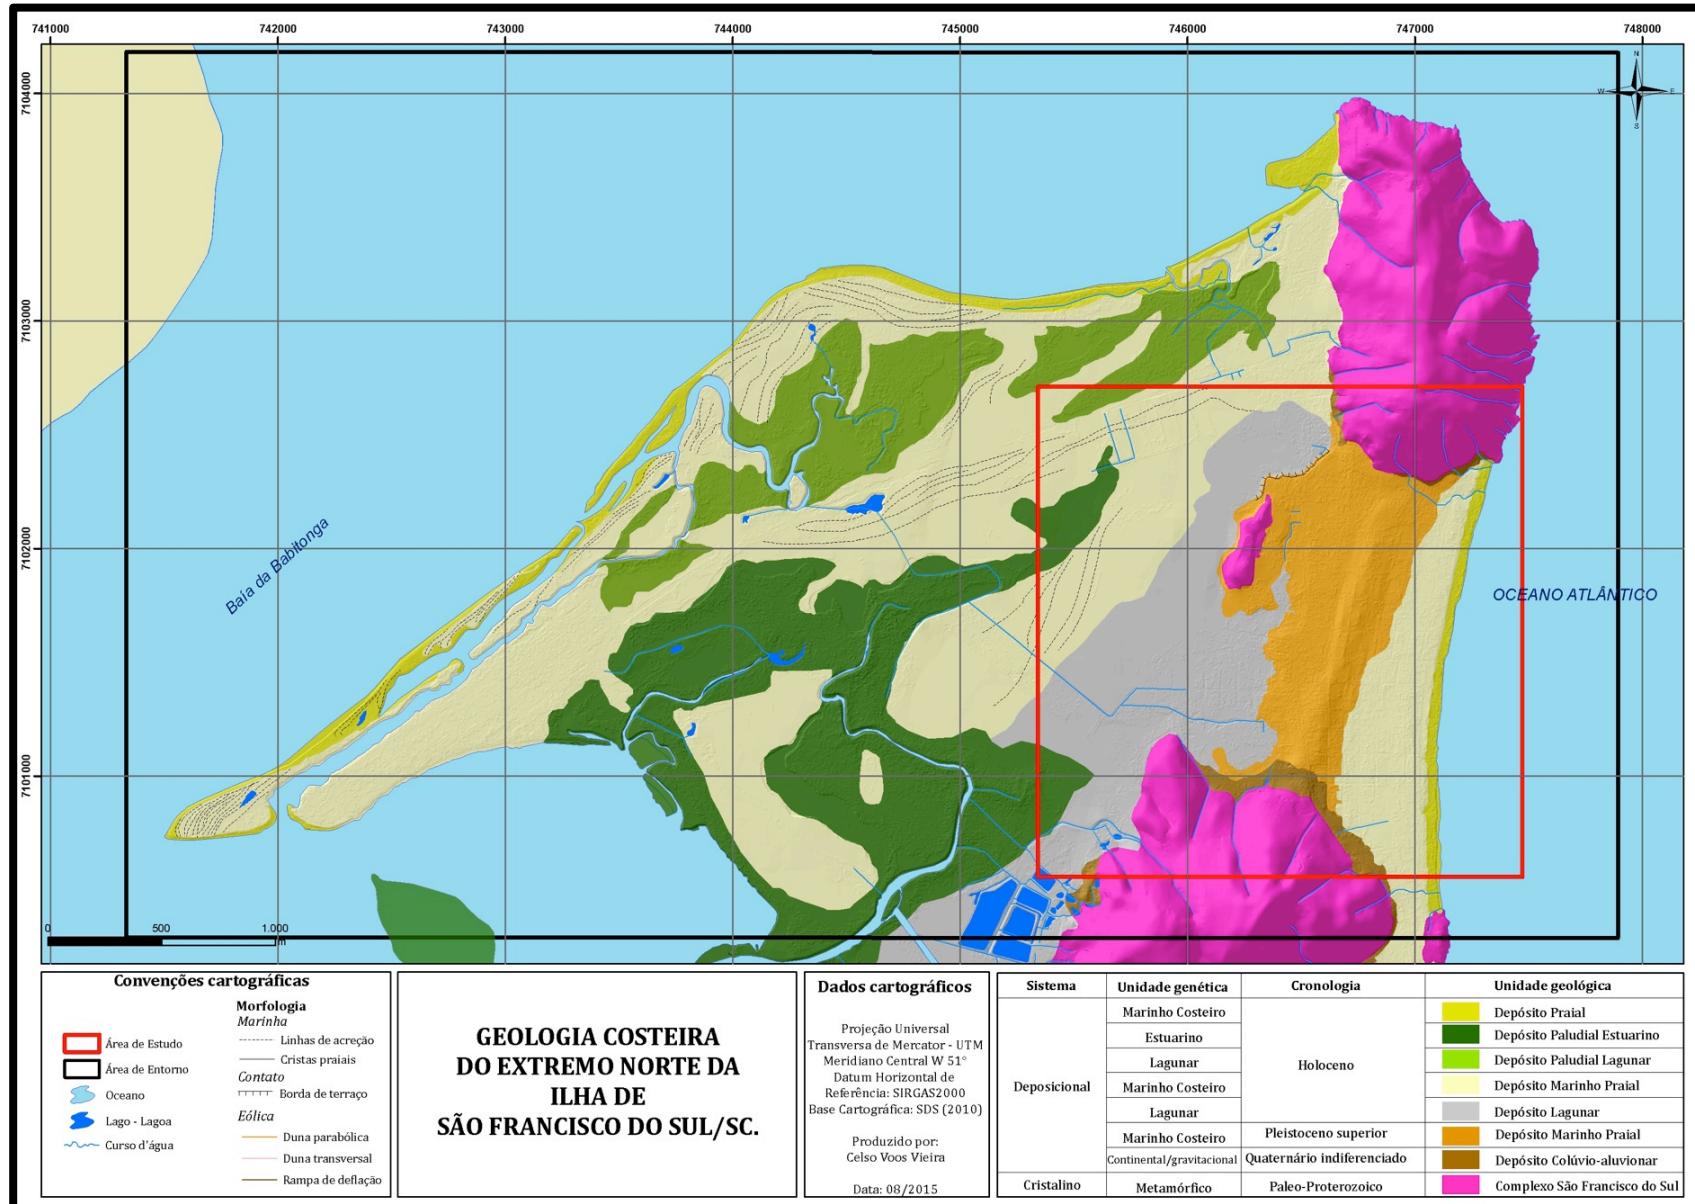 741000 742000 743000 744000 745000 746000 747000 748000
7104000
7103000
7102000
7101000
N
W E
S
Baía da Babitonga
OCEANO ATLÂNTICO
0 500 1.000
m
Convenções cartográficas
Morfologia
Marinha
Área de Estudo
Linhas de acreção
Cristas praiais
Área de Entorno
Contato
Oceano
Borda de terraço
Eólica
Lago - Lagoa
Duna parabólica
Curso d'água
Duna transversal
Rampa de deflação
GEOLOGIA COSTEIRA
DO EXTREMO NORTE DA
ILHA DE
SÃO FRANCISCO DO SUL/SC.
Dados cartográficos
Projeção Universal
Transversa de Mercator - UTM
Meridiano Central W 51°
Datum Horizontal de
Referência: SIRGAS2000
Base Cartográfica: SDS (2010)
Produzido por:
Celso Voos Vieira
Data: 08/2015
Sistema Unidade genética Cronologia Unidade geológica
Marinho Costeiro Depósito Praial
Estuarino Depósito Paludial Estuarino
Lagunar Holoceno Depósito Paludial Lagunar
Deposicional Marinho Costeiro Depósito Marinho Praial
Lagunar Depósito Lagunar
Marinho Costeiro Pleistoceno superior Depósito Marinho Praial
Continental/gravitacional Quaternário indiferenciado Depósito Colúvio-aluvionar
Cristalino Metamórfico Paleo-Proterozoico Complexo São Francisco do Sul